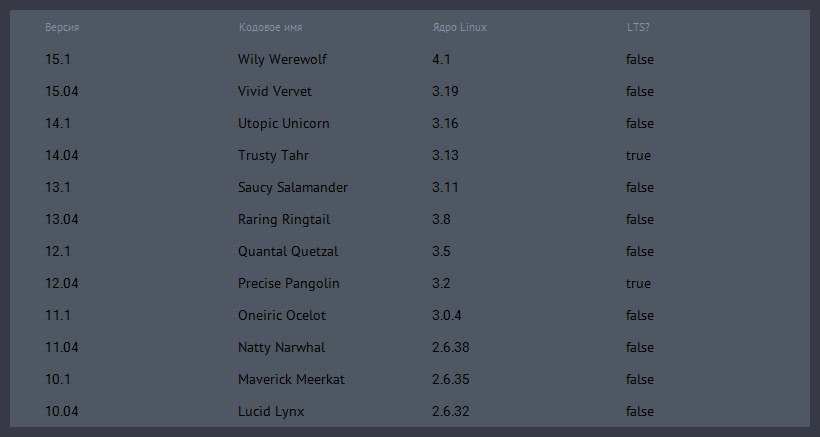 Версия Кодовое имя Ядро Linux LTS?
15.1 Wily Werewolf 4.1 false
15.04 Vivid Vervet 3.19 false
14.1 Utopic Unicorn 3.16 false
14.04 Trusty Tahr 3.13 true
13.1 Saucy Salamander 3.11 false
13.04 Raring Ringtail 3.8 false
12.1 Quantal Quetzal 3.5 false
12.04 Precise Pangolin 3.2 true
11.1 Oneiric Ocelot 3.0.4 false
11.04 Natty Narwhal 2.6.38 false
10.1 Maverick Meerkat 2.6.35 false
10.04 Lucid Lynx 2.6.32 false